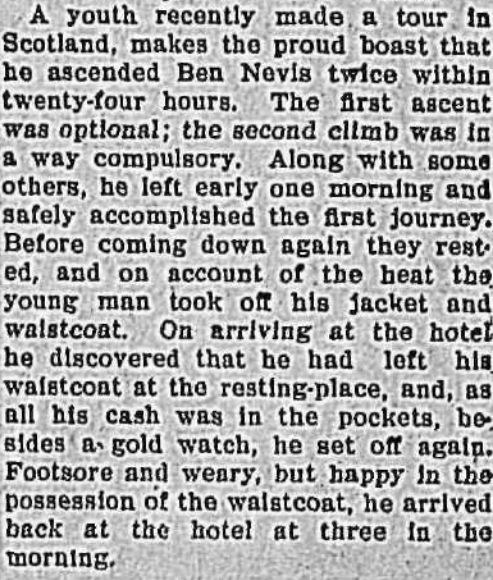 A youth recently made a tour in
Scotland, makes the proud boast that
he ascended Ben Nevis twice within
twenty-four hours. The first ascent
was optional; the second climb was in
a way compulsory. Along with some
others, he left early one morning and
safely accomplished the first journey.
Before coming down again they rest-
ed, and on account of the heat the
young man took off his jacket and
waistcoat. On arriving at the hotel
he discovered that he had left his
waistcoat at the resting-place, and, as
all his cash was in the pockets, be-
sides a gold watch, he set off again.
Footsore and weary, but happy in the
possession of the waistcoat, he arrived
back at the hotel at three in the
morning.